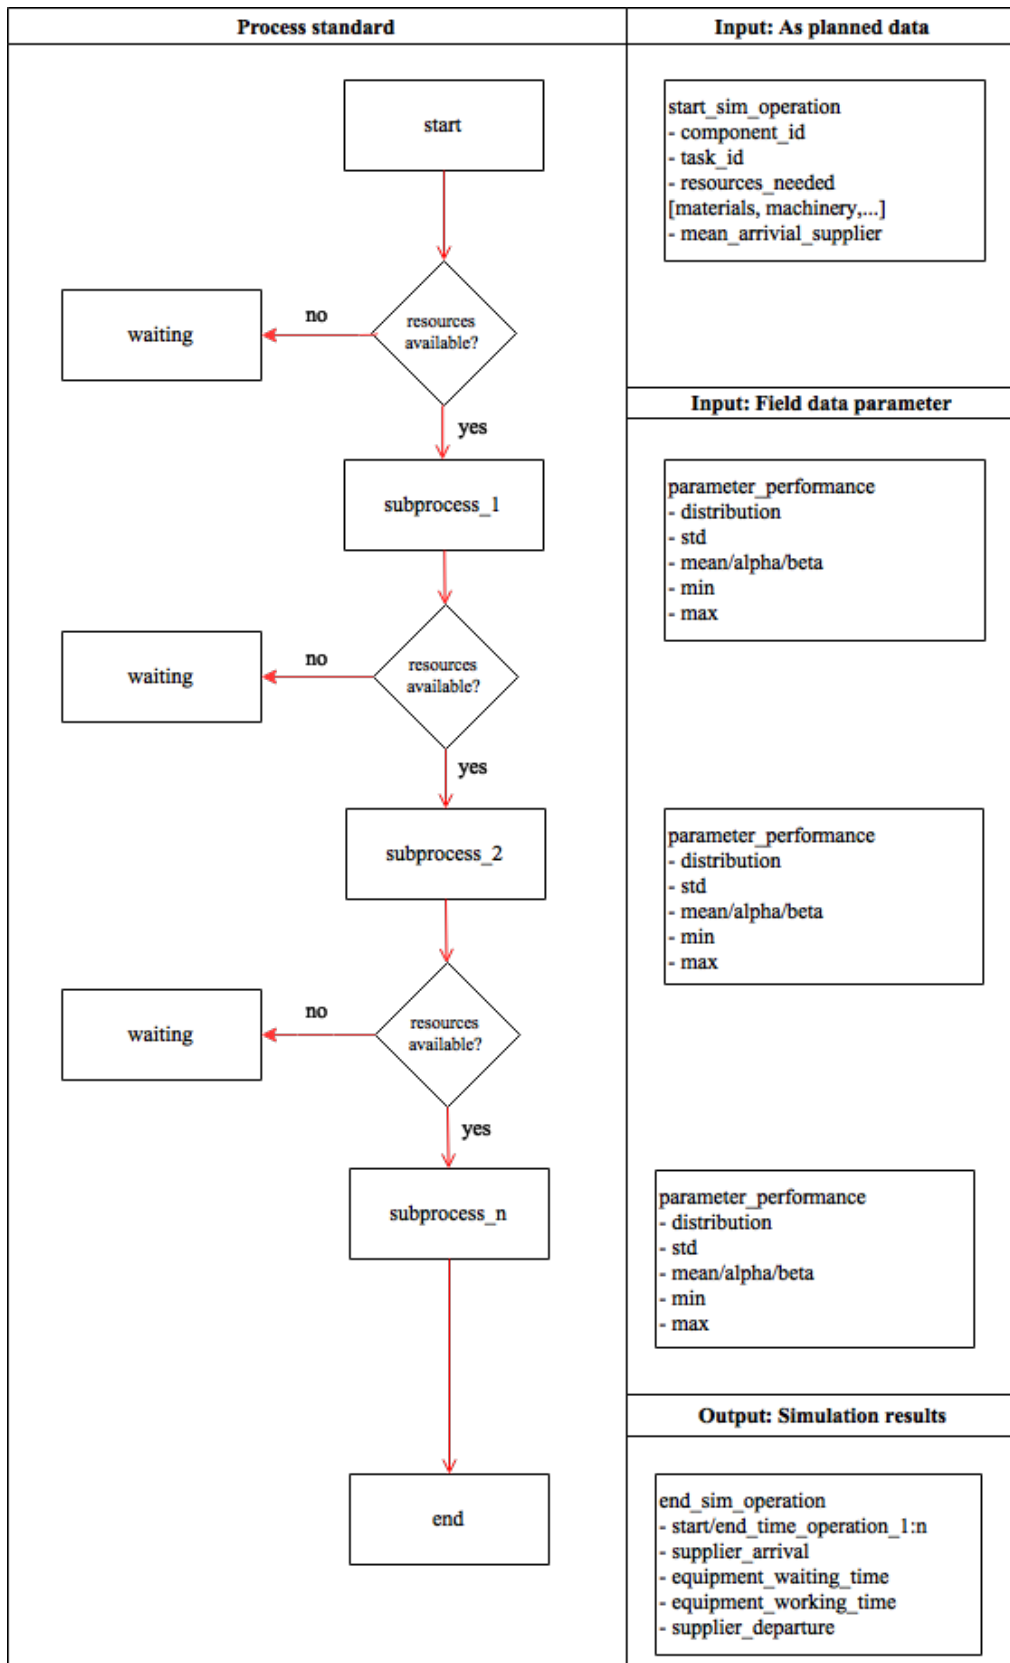 Process standard
Input: As planned data
start
start_sim_operation
- component_id
- task_id
- resources_needed
[materials, machinery,...]
- mean_arrivial_supplier
resources
available?
no
waiting
yes
Input: Field data parameter
subprocess_1
parameter_performance
- distribution
- std
- mean/alpha/beta
- min
- max
resources
available?
no
waiting
yes
subprocess_2
parameter_performance
- distribution
- std
- mean/alpha/beta
- min
- max
resources
available?
no
waiting
yes
subprocess_n
parameter_performance
- distribution
- std
- mean/alpha/beta
- min
- max
Output: Simulation results
end
end_sim_operation
- start/end_time_operation_1:n
- supplier_arrival
- equipment_waiting_time
- equipment_working_time
- supplier_departure